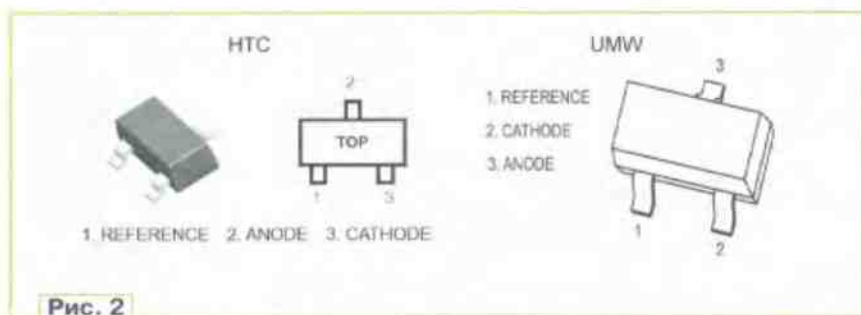 HTC
2
TOP
1 3
1. REFERENCE 2. ANODE 3. CATHODE
UMW
3
1. REFERENCE
2. CATHODE
3. ANODE
1
2
Рис. 2